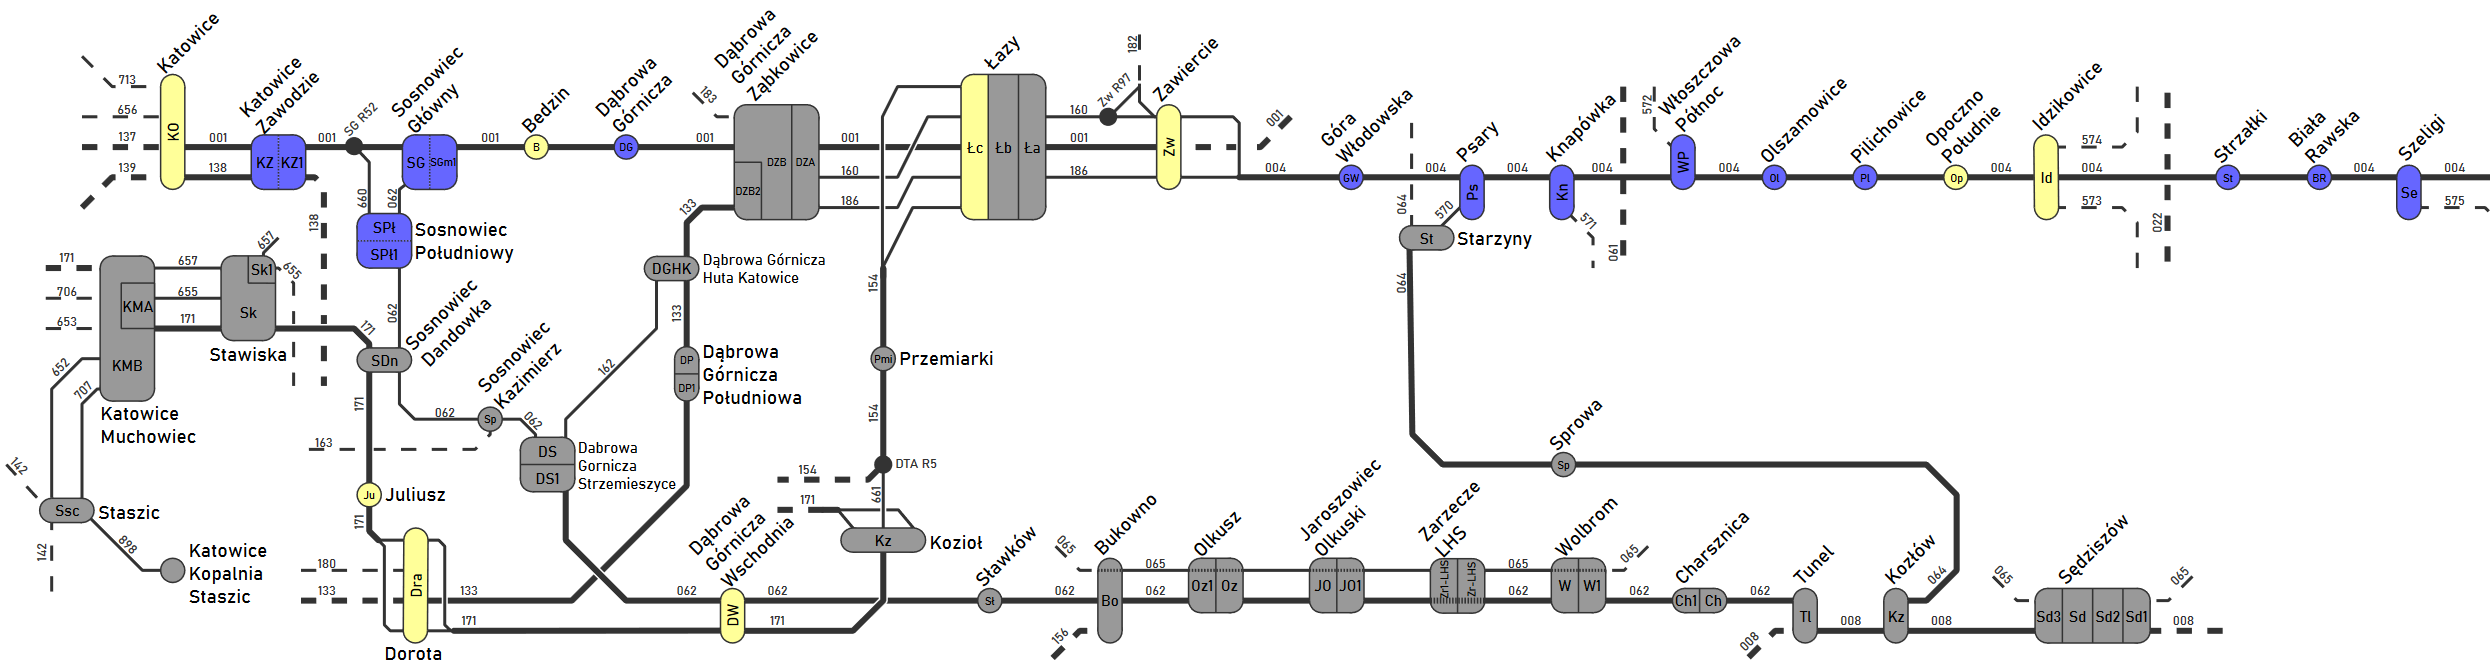 Katowice
713
656
137
139
KO
001
138
Katowice
Zawodzie
KZ
KZ1
001
138
SG R52
660
062
Sosnowiec
Główny
SG
SGm1
001
Będzin
B
Dąbrowa
Górnicza
DG
001
183
Dąbrowa
Górnicza
Ząbkowice
DZB
DZA
DZB2
001
160
186
133
Łazy
Łc
Łb
Ła
160
001
186
Zw R97
182
Zawiercie
Zw
001
004
Góra
Włodowska
GW
004
064
Psary
Ps
570
004
Knapówka
Kn
571
004
061
572
Włoszczowa
Północ
WP
004
Olszamowice
Ol
004
Pilichowice
Pl
004
Opoczno
Południe
Op
004
Idzikowice
Id
574
004
573
022
Strzałki
St
004
Biała
Rawska
BR
004
Szeligi
Se
004
575
SPł
SPł1
Sosnowiec
Południowy
062
St
Starzyny
064
171
706
653
KMA
KMB
Katowice
Muchowiec
657
655
171
657
655
Sk1
Sk
Stawiska
171
SDn
Sosnowiec
Dandówka
171
062
Sosnowiec
Kazimierz
Sp
062
163
DS
DS1
Dabrowa
Gornicza
Strzemieszyce
162
DGHK
Dąbrowa Górnicza
Huta Katowice
133
DP
DP1
Dąbrowa
Górnicza
Południowa
154
Pmi
Przemiarki
154
DTA R5
154
661
171
Kz
Kozioł
652
707
142
Ssc
Staszic
142
898
Katowice
Kopalnia
Staszic
Ju
Juliusz
171
180
133
Dra
Dorota
133
171
062
Dąbrowa
Górnicza
Wschodnia
DW
062
171
Sławków
Sł
062
065
156
Bukowno
Bo
065
062
Olkusz
Oz1
Oz
Jaroszowiec
Olkuski
JO
JO1
Zarzecze
LHS
Zr1-LHS
Zr-LHS
065
062
Wolbrom
W
W1
065
062
Charsznica
Ch1
Ch
062
Tunel
Tl
008
008
Sprowa
Sp
Kozłów
Kz
064
008
065
Sędziszów
Sd3
Sd
Sd2
Sd1
065
008